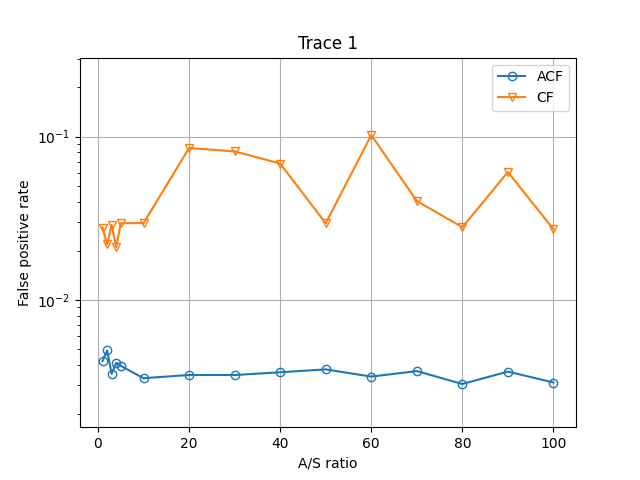 Trace 1
ACF
CF
False positive rate
10⁻¹
10⁻²
0 20 40 60 80 100
A/S ratio